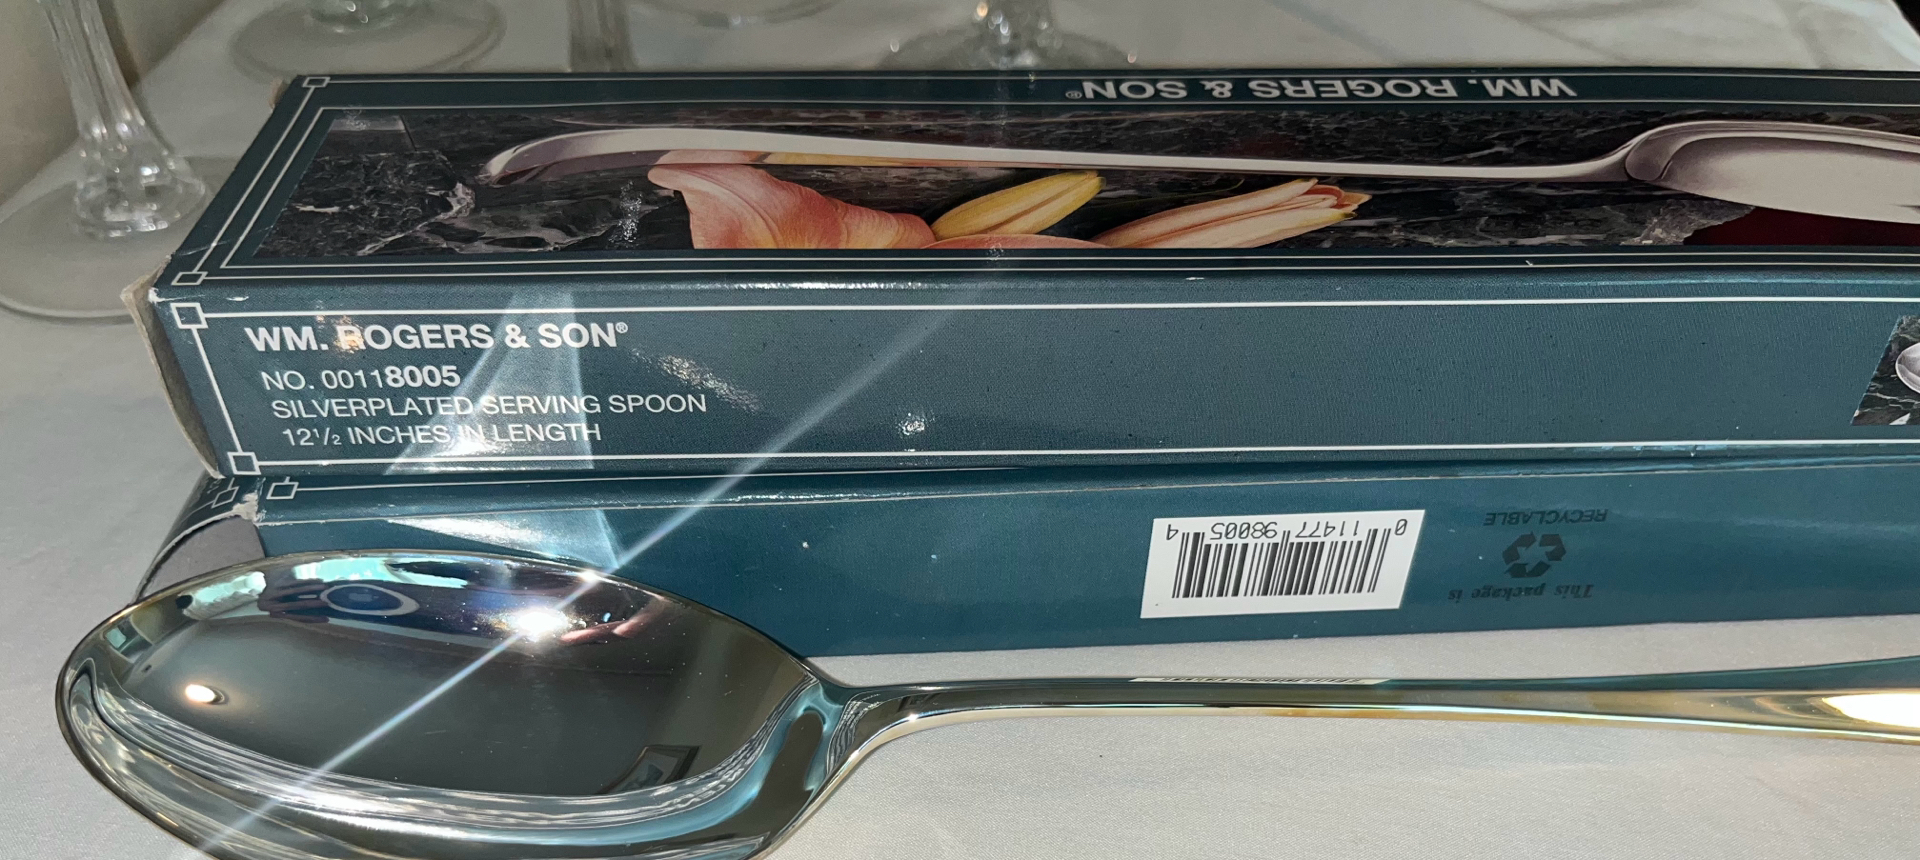 WM. ROGERS & SON®
WM. ROGERS & SON®
NO. 00118005
SILVERPLATED SERVING SPOON
12½ INCHES IN LENGTH
This package is
RECYCLABLE
0 11477 98005 4